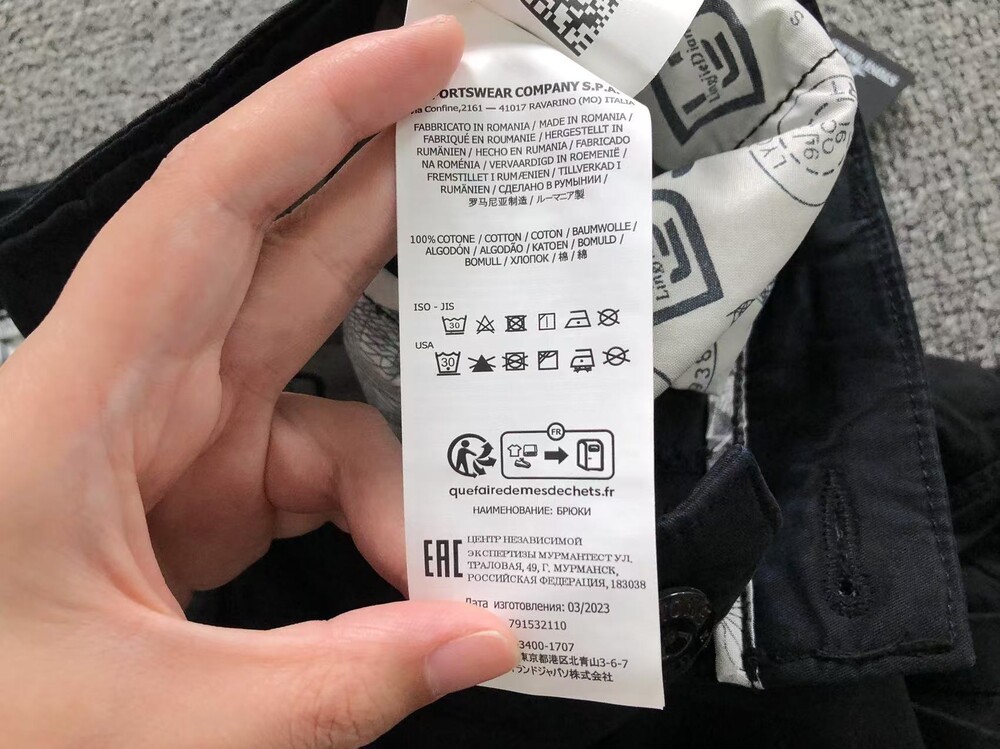 ORTSWEAR COMPANY S.P.A.
Via Confine,2161 — 41017 RAVARINO (MO) ITALIA
FABBRICATO IN ROMANIA / MADE IN ROMANIA /
FABRIQUÉ EN ROUMANIE / HERGESTELLT IN
RUMÄNIEN / HECHO EN RUMANIA / FABRICADO
NA ROMÉNIA / VERVAARDIGD IN ROEMENIË /
FREMSTILLET I RUMÆNIEN / TILLVERKAD I
RUMÄNIEN / СДЕЛАНО В РУМЫНИИ /
罗马尼亚制造 / ルーマニア製
100% COTONE / COTTON / COTON / BAUMWOLLE /
ALGODÓN / ALGODÃO / KATOEN / BOMULD /
BOMULL / ХЛОПОК / 棉 / 綿
ISO - JIS
30
USA
30
FR
quefairedemesdechets.fr
НАИМЕНОВАНИЕ: БРЮКИ
EAC
ЦЕНТР НЕЗАВИСИМОЙ
ЭКСПЕРТИЗЫ МУРМАНТЕСТ УЛ.
ТРАЛОВАЯ, 49, Г. МУРМАНСК,
РОССИЙСКАЯ ФЕДЕРАЦИЯ, 183038
Дата изготовления: 03/2023
791532110
3400-1707
東京都港区北青山3-6-7
ランドジャパン株式会社
LingJieDian